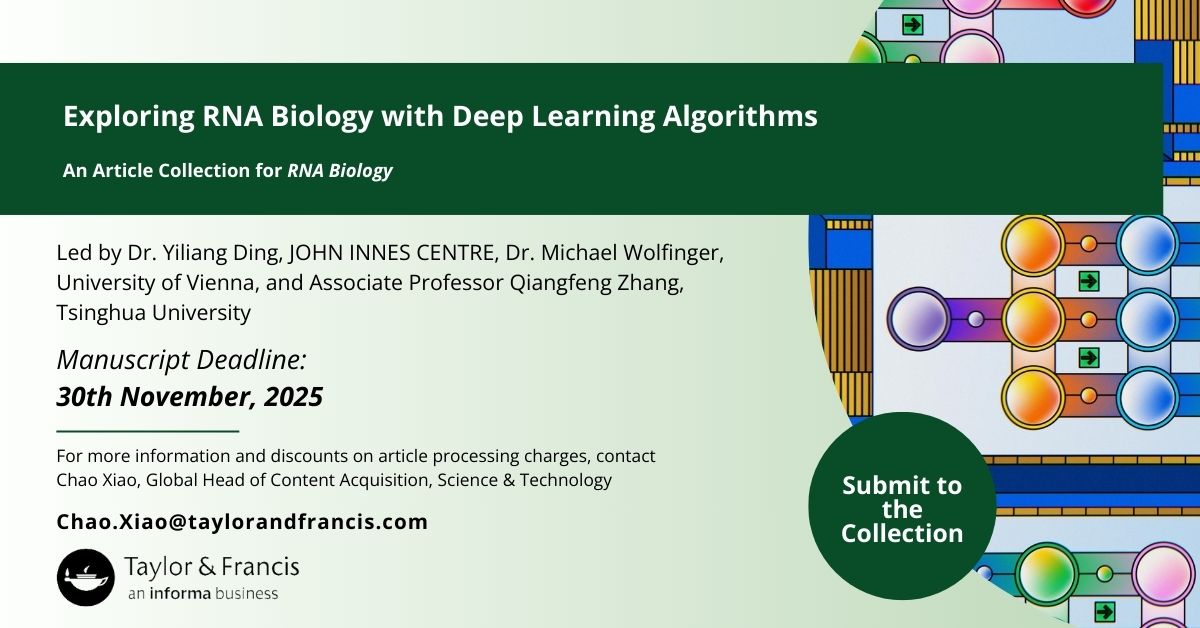 Exploring RNA Biology with Deep Learning Algorithms
An Article Collection for RNA Biology
Led by Dr. Yiliang Ding, JOHN INNES CENTRE, Dr. Michael Wolfinger,
University of Vienna, and Associate Professor Qiangfeng Zhang,
Tsinghua University
Manuscript Deadline:
30th November, 2025
For more information and discounts on article processing charges, contact
Chao Xiao, Global Head of Content Acquisition, Science & Technology
Chao.Xiao@taylorandfrancis.com
Taylor & Francis
an informa business
Submit to
the
Collection